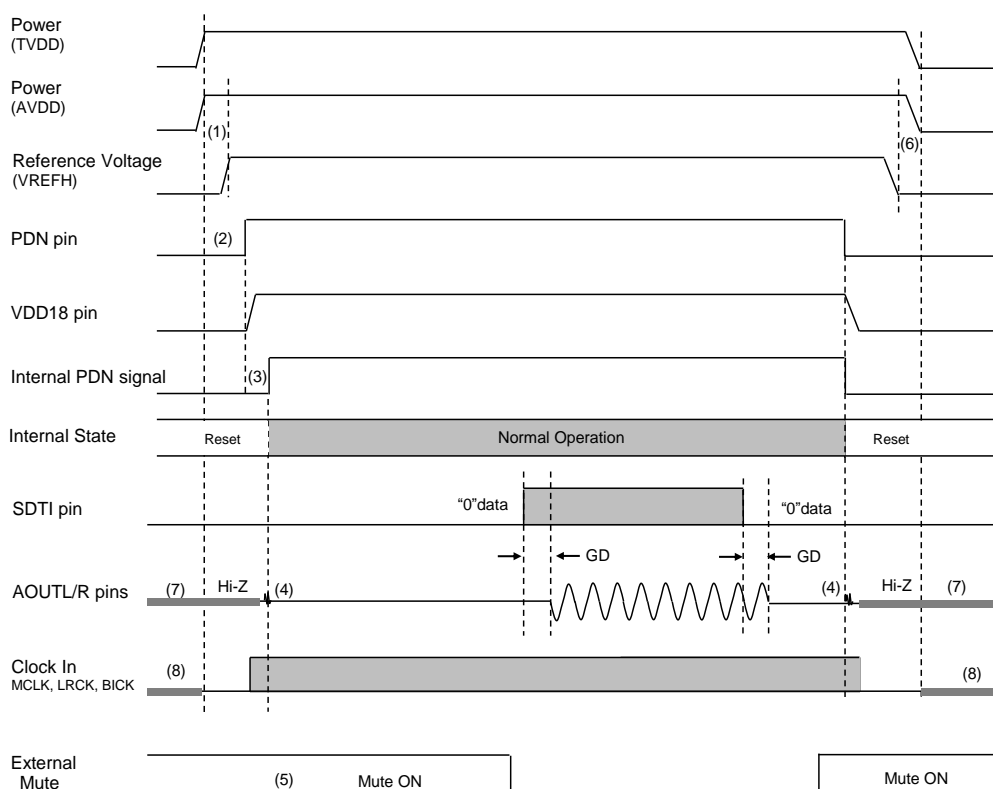 Power
(TVDD)
Power
(AVDD)
(1)
(6)
Reference Voltage
(VREFH)
PDN pin
(2)
VDD18 pin
Internal PDN signal
(3)
Internal State
Reset
Normal Operation
Reset
SDTI pin
“0”data
“0”data
GD
GD
AOUTL/R pins
(7)
Hi-Z
(4)
(4)
Hi-Z
(7)
Clock In
MCLK, LRCK, BICK
(8)
(8)
External
Mute
(5)
Mute ON
Mute ON